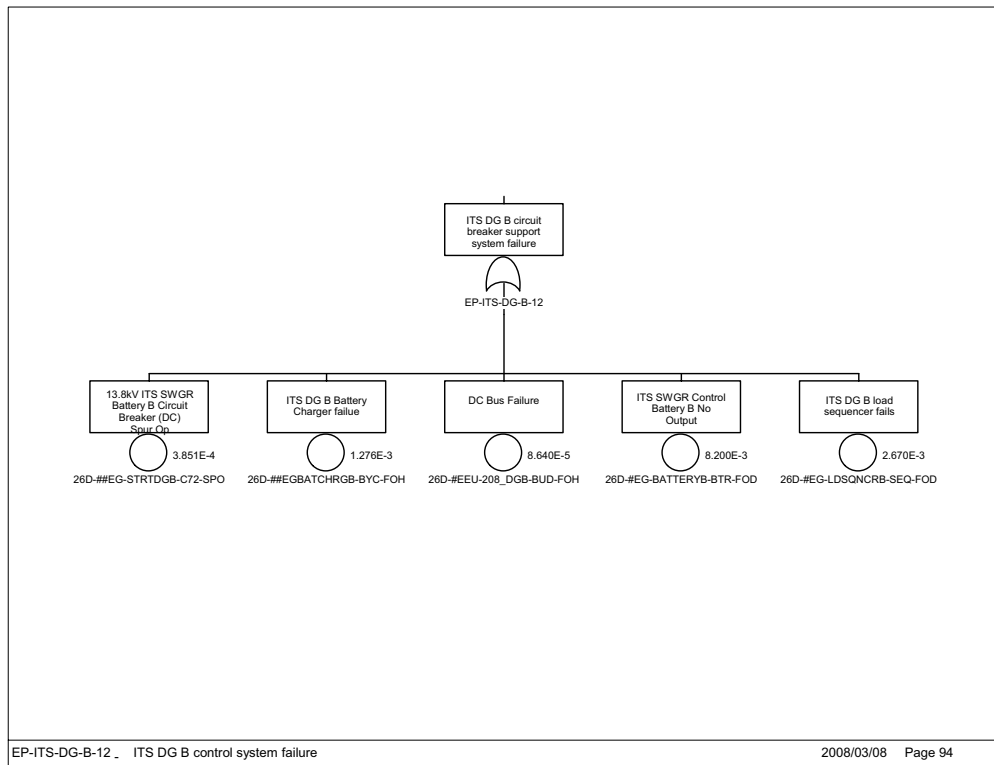 ITS DG B circuit
breaker support
system failure
EP-ITS-DG-B-12
13.8kV ITS SWGR
Battery B Circuit
Breaker (DC)
Spur Op
3.851E-4
26D-##EG-STRTDGB-C72-SPO
ITS DG B Battery
Charger failue
1.276E-3
26D-##EGBATCHRGB-BYC-FOH
DC Bus Failure
8.640E-5
26D-#EEU-208_DGB-BUD-FOH
ITS SWGR Control
Battery B No
Output
8.200E-3
26D-#EG-BATTERYB-BTR-FOD
ITS DG B load
sequencer fails
2.670E-3
26D-#EG-LDSQNCRB-SEQ-FOD
EP-ITS-DG-B-12 _ ITS DG B control system failure 2008/03/08 Page 94